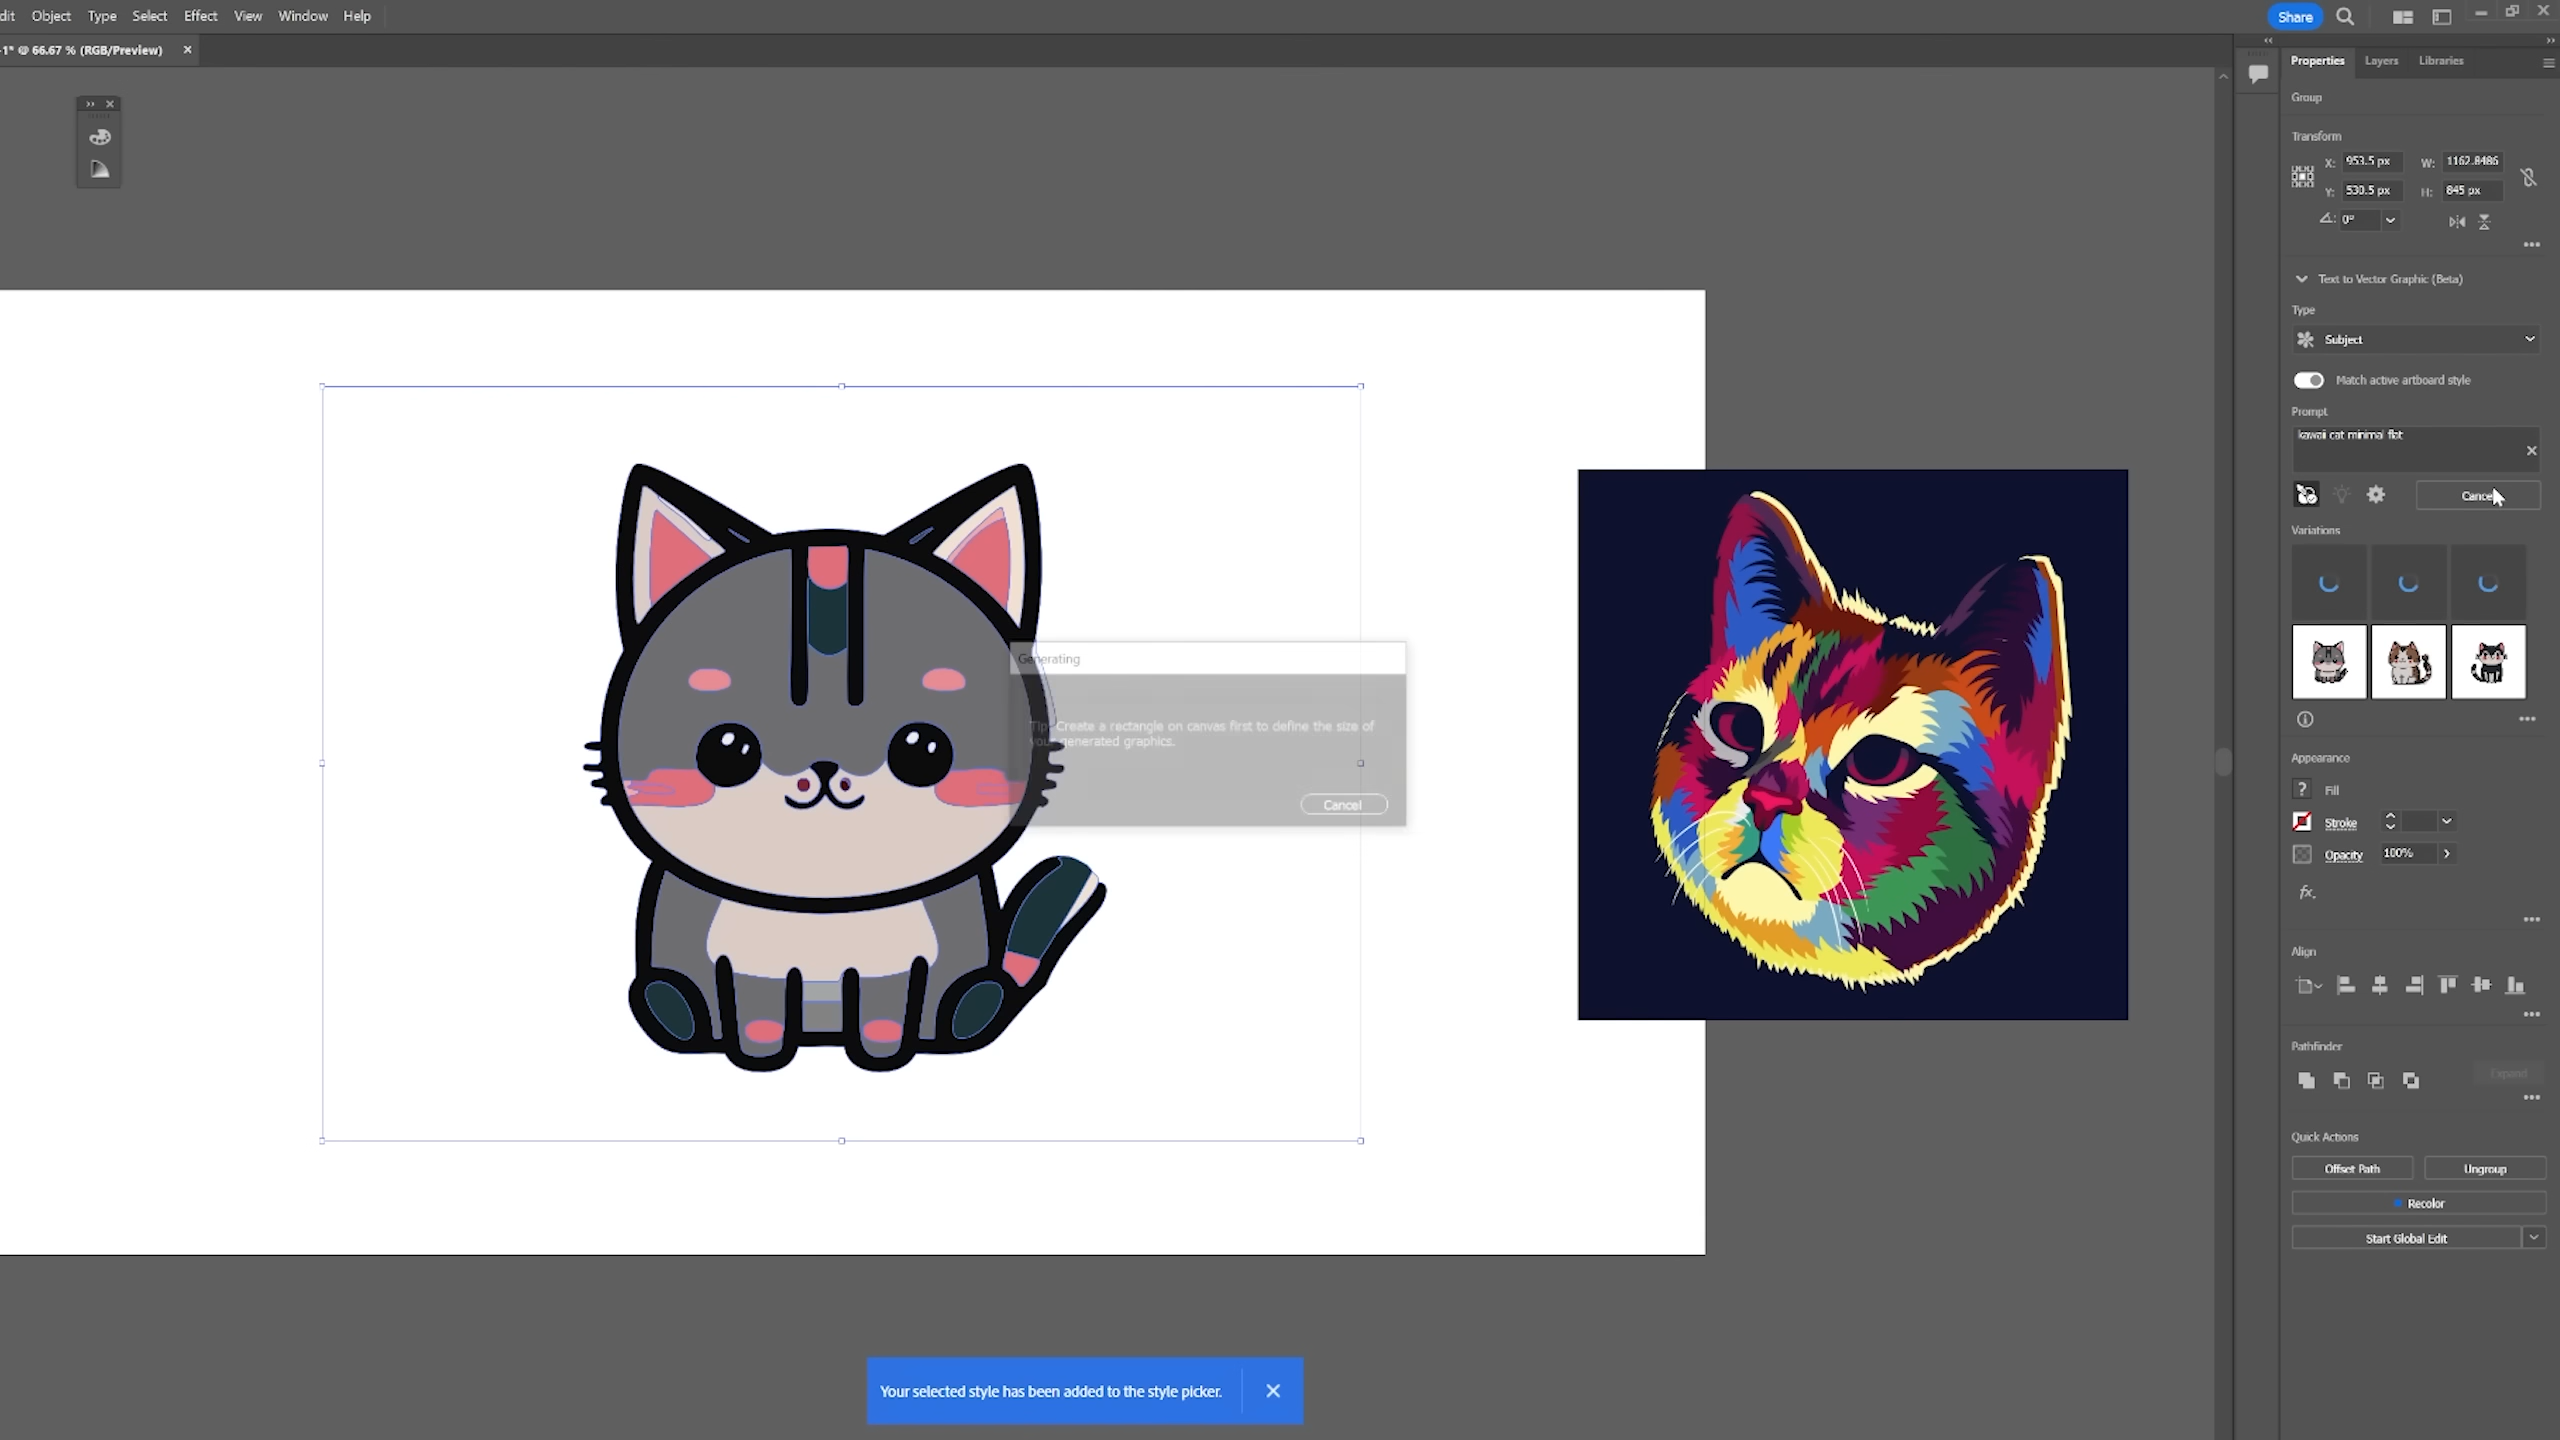 dit Object Type Select Effect View Window Help
Share
-1* @ 66.67 % (RGB/Preview)
Properties Layers Libraries
Group
Transform
X: 953.5 px W: 1162.8486
Y: 530.5 px H: 845 px
0°
Text to Vector Graphic (Beta)
Type
Subject
Match active artboard style
Prompt
kawaii cat minimal flat
Cancel
Variations
Generating
Tip: Create a rectangle on canvas first to define the size of
your generated graphics.
Cancel
Appearance
? Fill
Stroke
Opacity 100%
fx.
Align
Pathfinder
Expand
Quick Actions
Offset Path Ungroup
Recolor
Start Global Edit
Your selected style has been added to the style picker.